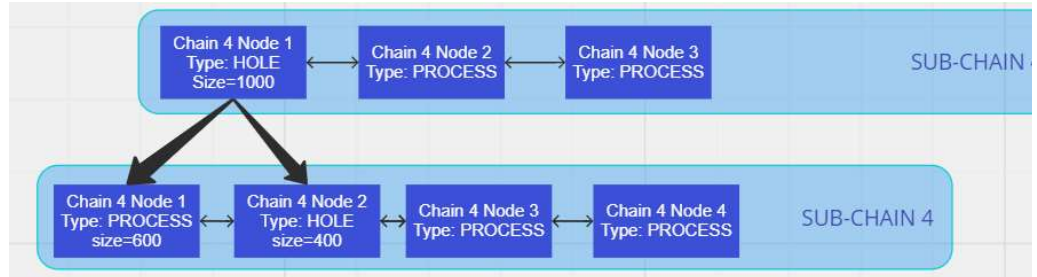 Chain 4 Node 1
Type: HOLE
Size=1000
Chain 4 Node 2
Type: PROCESS
Chain 4 Node 3
Type: PROCESS
SUB-CHAIN
Chain 4 Node 1
Type: PROCESS
size=600
Chain 4 Node 2
Type: HOLE
size=400
Chain 4 Node 3
Type: PROCESS
Chain 4 Node 4
Type: PROCESS
SUB-CHAIN 4